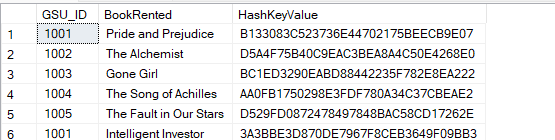 GSU_ID BookRented HashKeyValue
1 1001 Pride and Prejudice B133083C523736E44702175BEECB9E07
2 1002 The Alchemist D5A4F75B40C9EAC3BEA8A4C50E4268E0
3 1003 Gone Girl BC1ED3290EABD88442235F782E8EA222
4 1004 The Song of Achilles AA0FB1750298E3FDF780A34C37CBEAE2
5 1005 The Fault in Our Stars D529FD0872478497848BAC58CD17262E
6 1001 Intelligent Investor 3A3BBE3D870DE7967F8CEB3649F09BB3